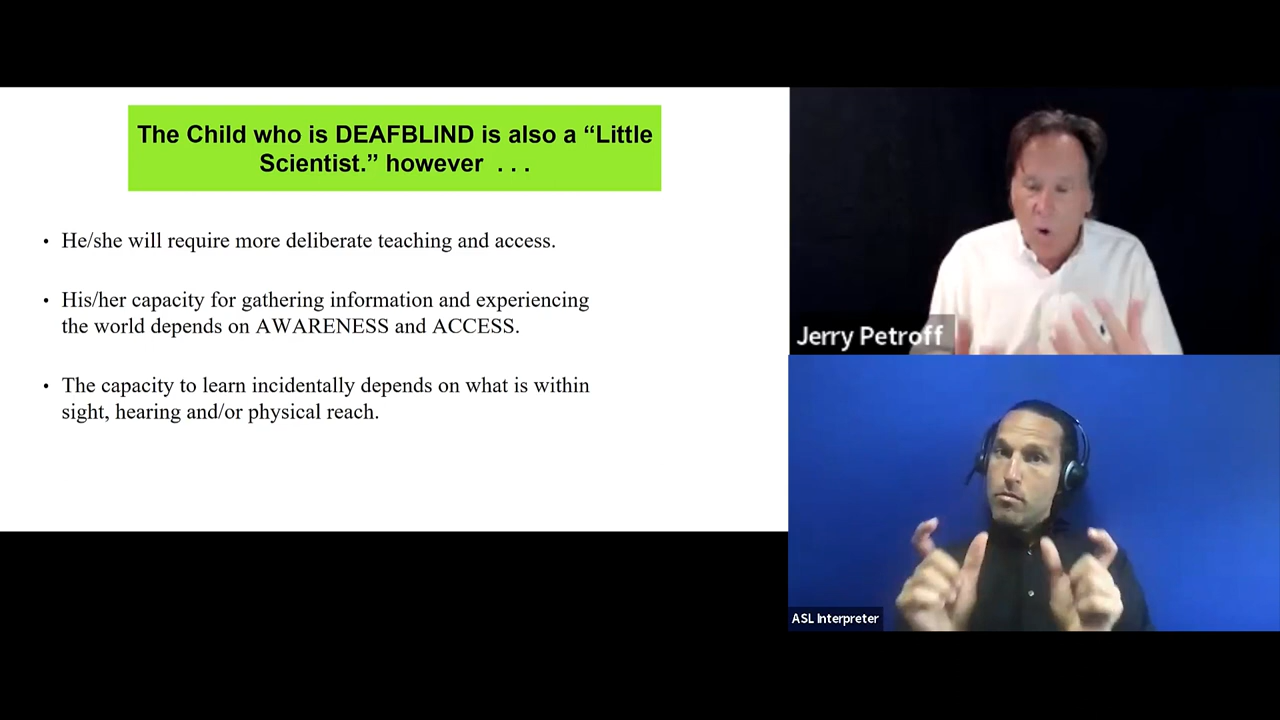 The Child who is DEAFBLIND is also a “Little
Scientist.” however . . .
• He/she will require more deliberate teaching and access.
• His/her capacity for gathering information and experiencing
the world depends on AWARENESS and ACCESS.
• The capacity to learn incidentally depends on what is within
sight, hearing and/or physical reach.
Jerry Petroff
ASL Interpreter